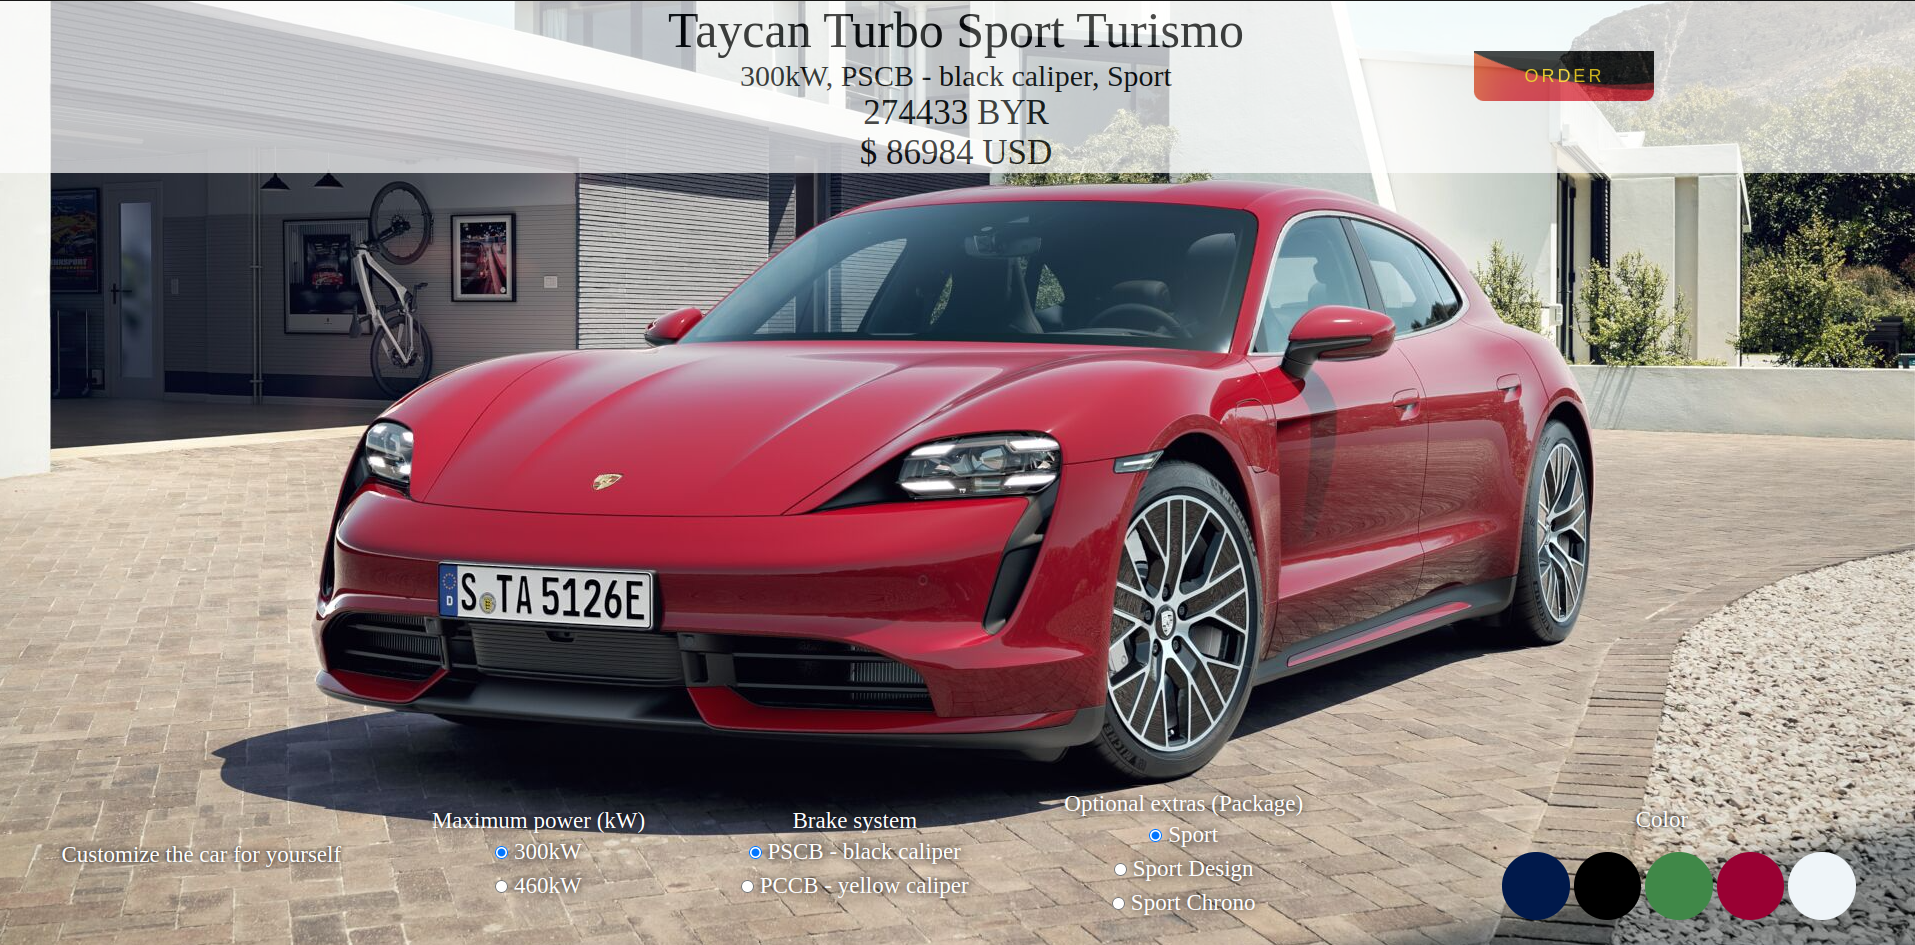 Taycan Turbo Sport Turismo
300kW, PSCB - black caliper, Sport
274433 BYR
$ 86984 USD
ORDER
D S TA 5126E
Customize the car for yourself
Maximum power (kW)
300kW
460kW
Brake system
PSCB - black caliper
PCCB - yellow caliper
Optional extras (Package)
Sport
Sport Design
Sport Chrono
Color